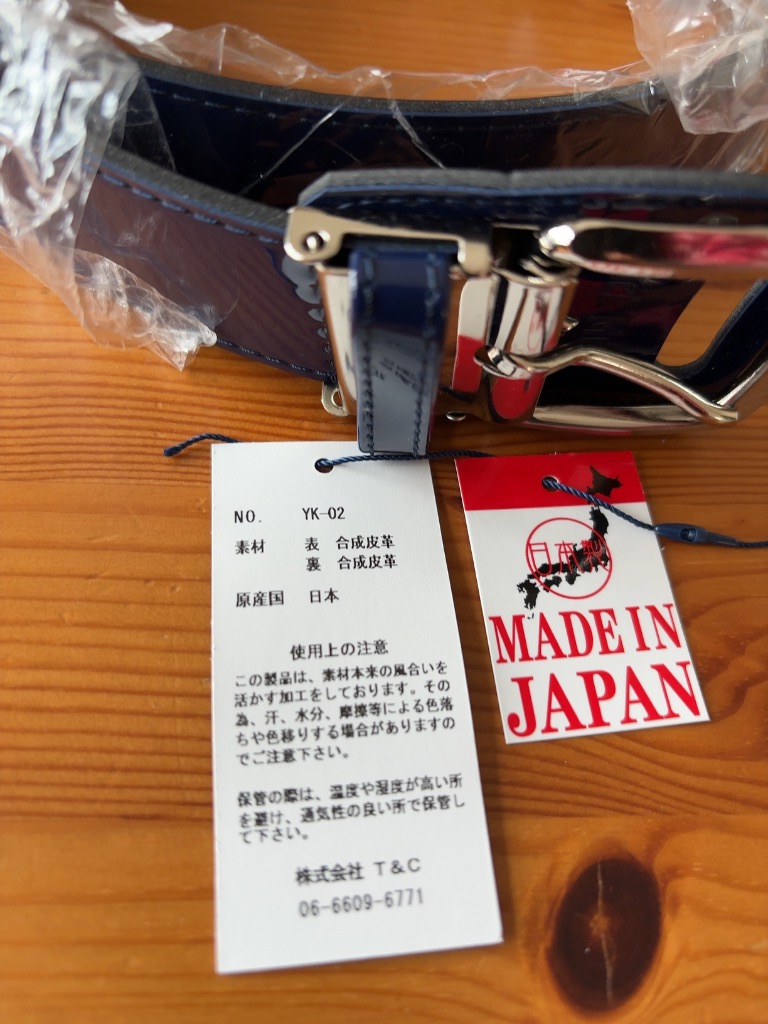 NO. YK-02
素材 表 合成皮革
裏 合成皮革
原産国 日本
使用上の注意
この製品は、素材本来の風合いを
活かす加工をしております。その
為、汗、水分、摩擦等による色落
ちや色移りする場合がありますの
でご注意下さい。
保管の際は、温度や湿度が高い所
を避け、通気性の良い所で保管し
て下さい。
株式会社 T&C
06-6609-6771
日本製
MADE IN
JAPAN